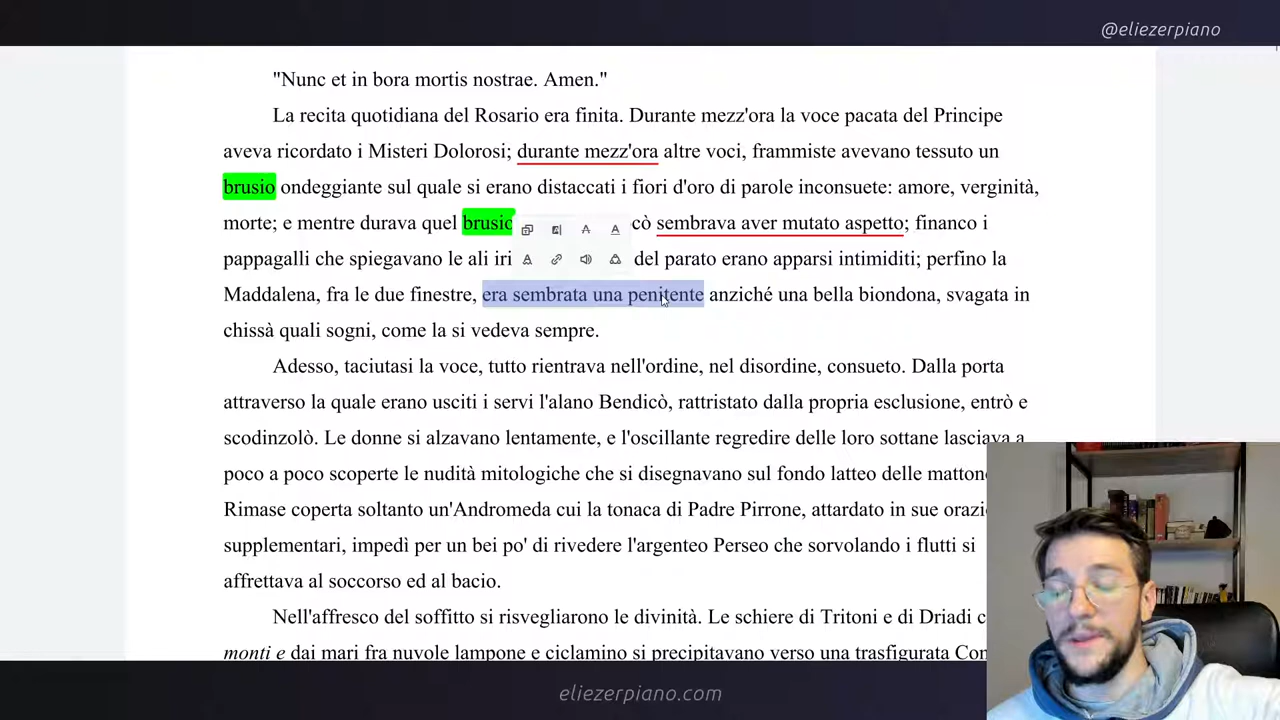 @eliezerpiano
"Nunc et in bora mortis nostrae. Amen."
La recita quotidiana del Rosario era finita. Durante mezz'ora la voce pacata del Principe
aveva ricordato i Misteri Dolorosi; durante mezz'ora altre voci, frammiste avevano tessuto un
brusio ondeggiante sul quale si erano distaccati i fiori d'oro di parole inconsuete: amore, verginità,
morte; e mentre durava quel brusio cò sembrava aver mutato aspetto; financo i
pappagalli che spiegavano le ali iri del parato erano apparsi intimiditi; perfino la
Maddalena, fra le due finestre, era sembrata una penitente anziché una bella biondona, svagata in
chissà quali sogni, come la si vedeva sempre.
Adesso, taciutasi la voce, tutto rientrava nell'ordine, nel disordine, consueto. Dalla porta
attraverso la quale erano usciti i servi l'alano Bendicò, rattristato dalla propria esclusione, entrò e
scodinzolò. Le donne si alzavano lentamente, e l'oscillante regredire delle loro sottane lasciava a
poco a poco scoperte le nudità mitologiche che si disegnavano sul fondo latteo delle matton
Rimase coperta soltanto un'Andromeda cui la tonaca di Padre Pirrone, attardato in sue orazi
supplementari, impedì per un bei po' di rivedere l'argenteo Perseo che sorvolando i flutti si
affrettava al soccorso ed al bacio.
Nell'affresco del soffitto si risvegliarono le divinità. Le schiere di Tritoni e di Driadi c
monti e dai mari fra nuvole lampone e ciclamino si precipitavano verso una trasfigurata Con
eliezerpiano.com